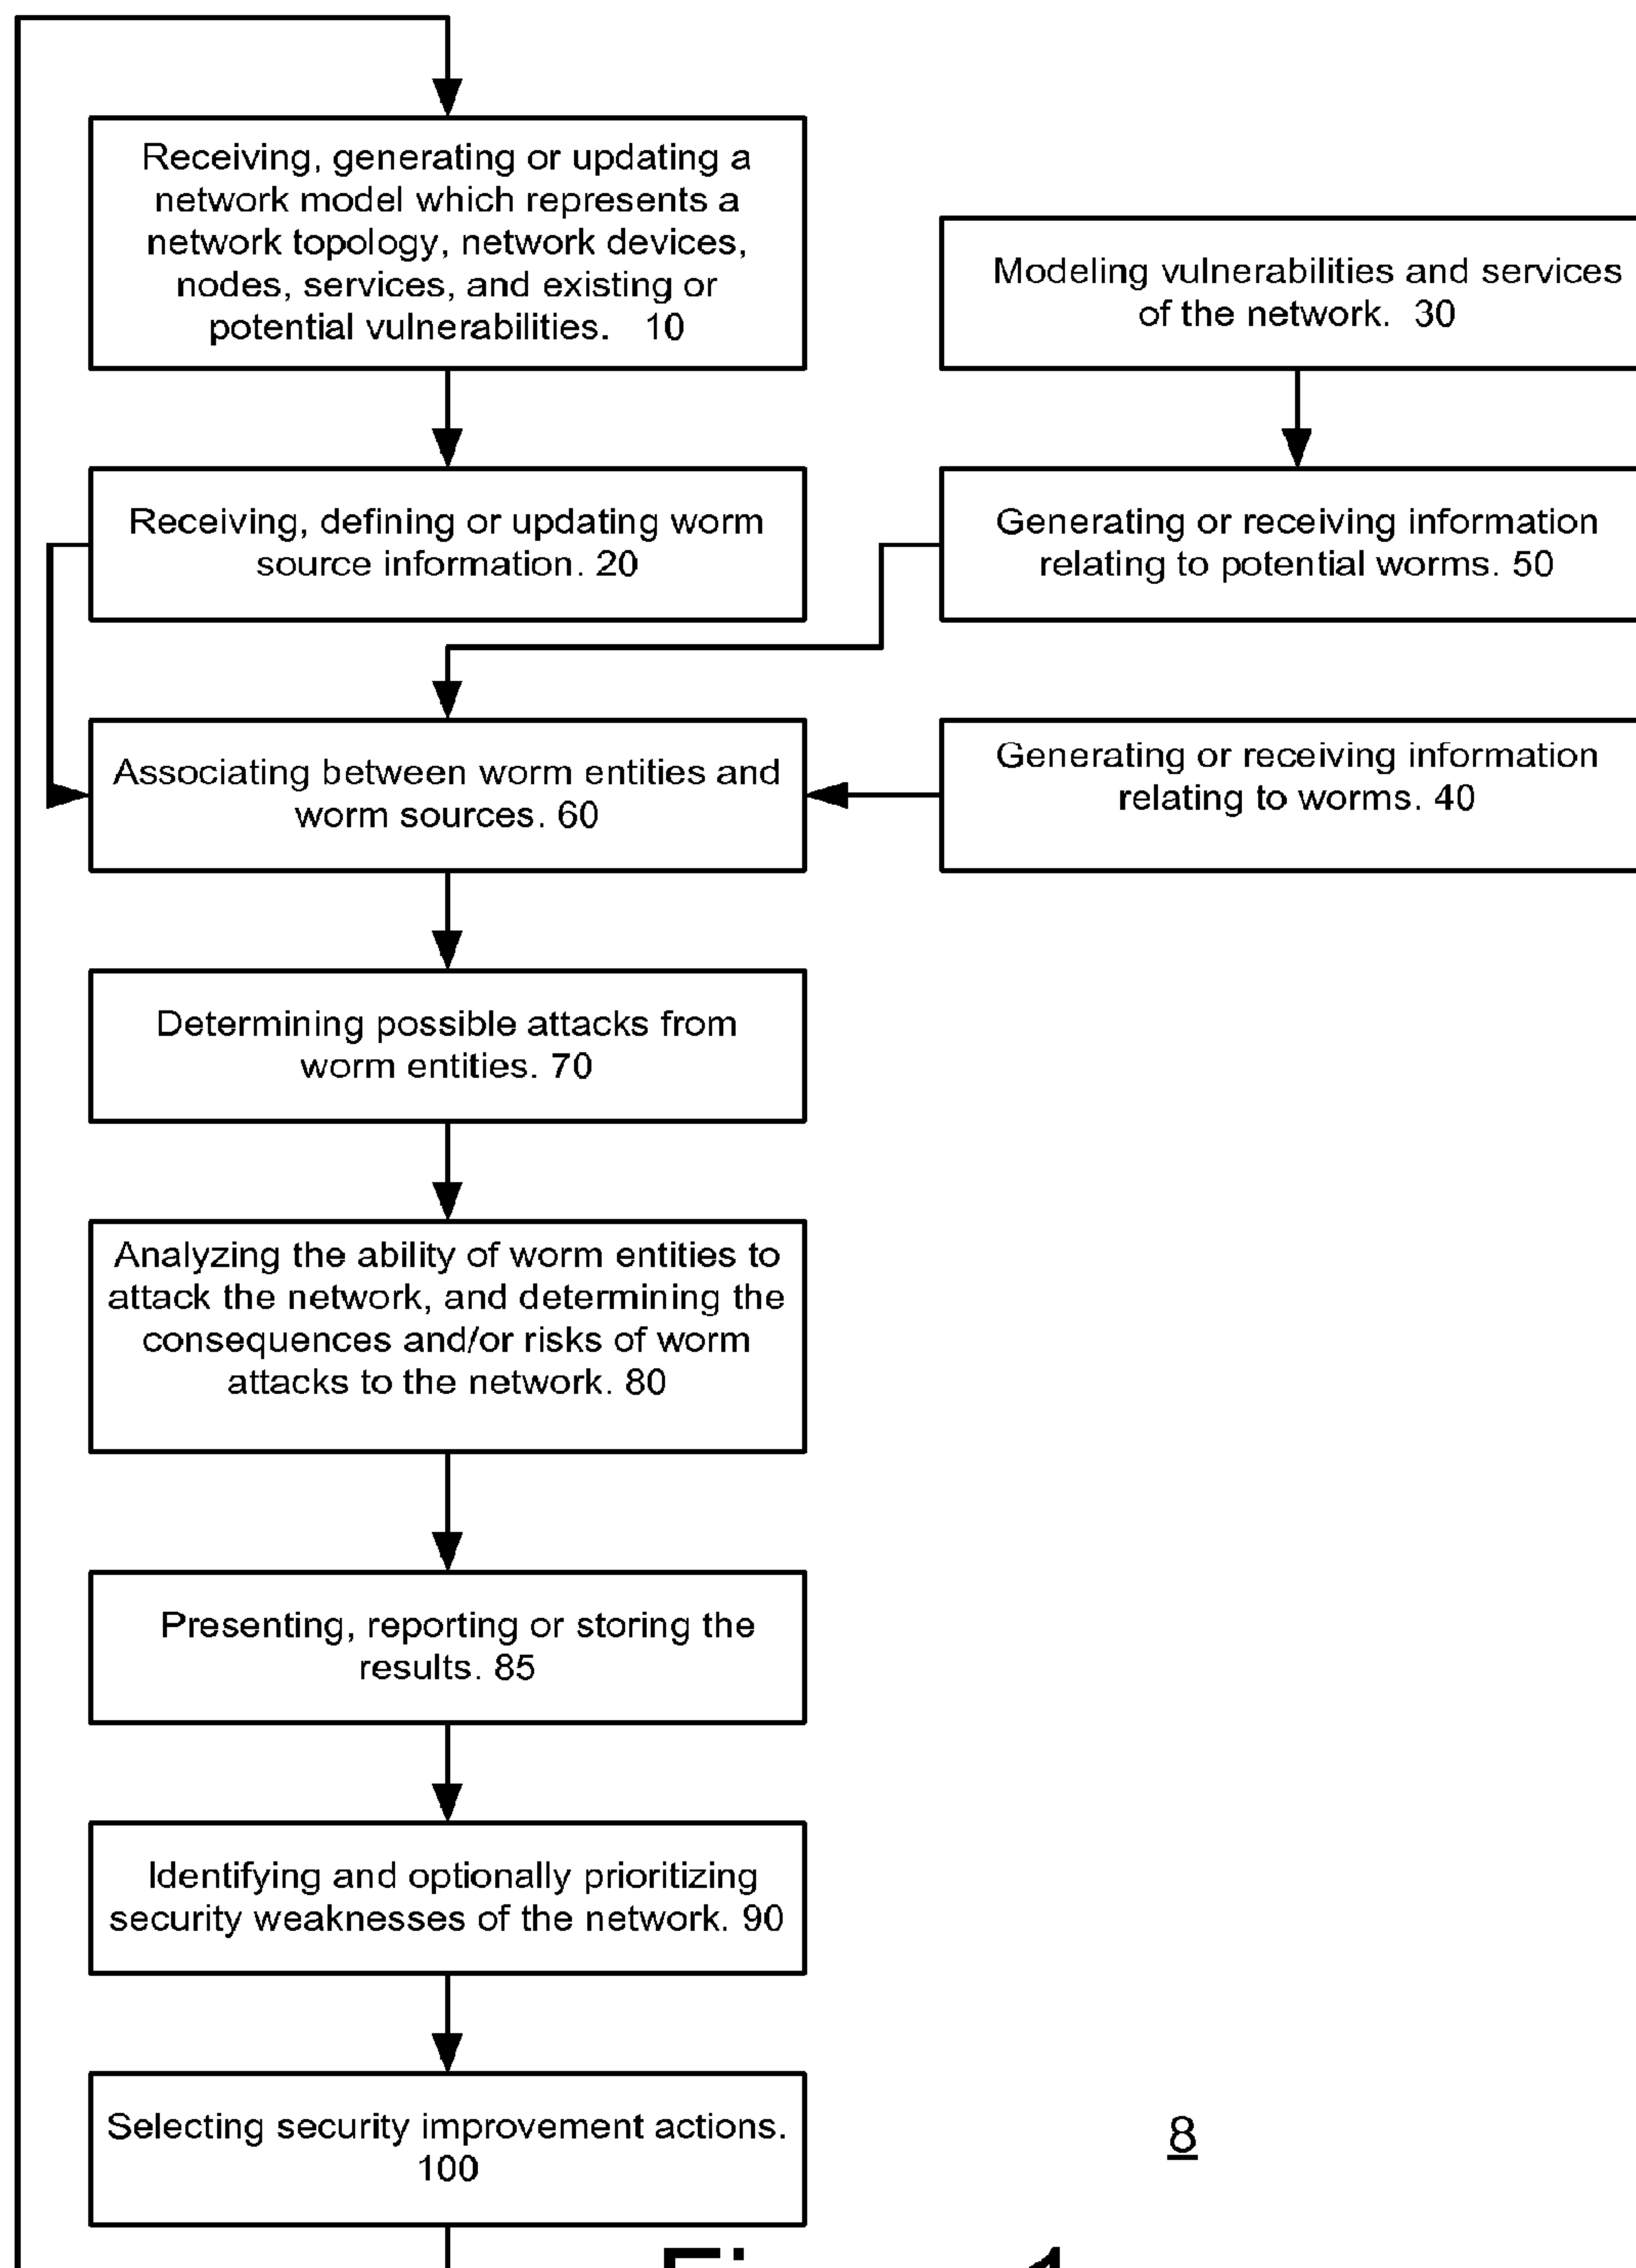 Receiving, generating or updating a
network model which represents a
network topology, network devices,
nodes, services, and existing or
potential vulnerabilities. 10
Modeling vulnerabilities and services
of the network. 30
Receiving, defining or updating worm
source information. 20
Generating or receiving information
relating to potential worms. 50
Associating between worm entities and
worm sources. 60
Generating or receiving information
relating to worms. 40
Determining possible attacks from
worm entities. 70
Analyzing the ability of worm entities to
attack the network, and determining the
consequences and/or risks of worm
attacks to the network. 80
Presenting, reporting or storing the
results. 85
Identifying and optionally prioritizing
security weaknesses of the network. 90
Selecting security improvement actions.
100
8